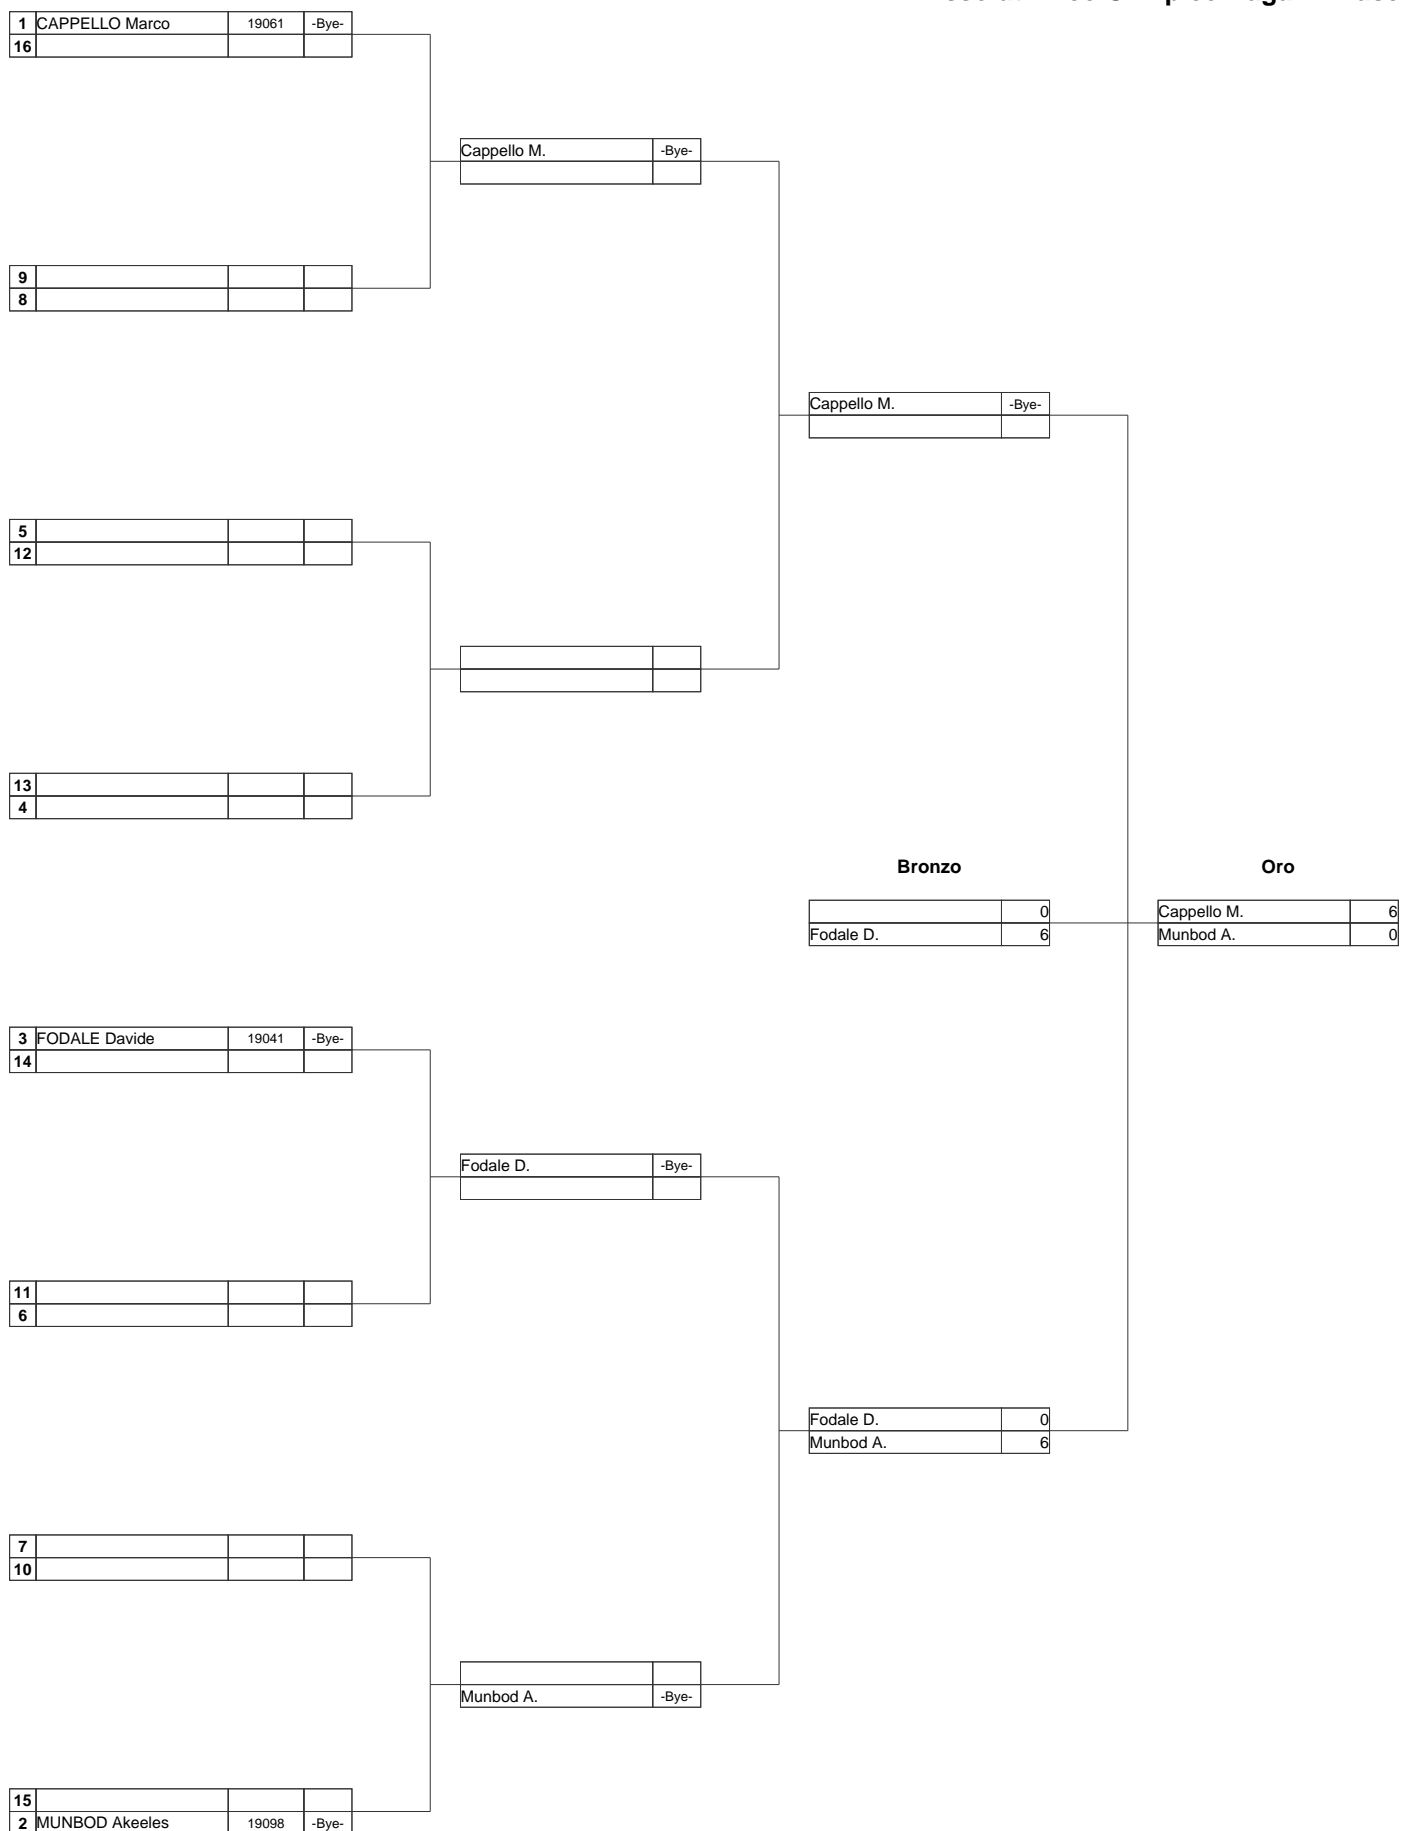 1 CAPPELLO Marco 19061 -Bye-
16
Cappello M. -Bye-
9
8
Cappello M. -Bye-
5
12
13
4
Bronzo Oro
0 Cappello M. 6
Fodale D. 6 Munbod A. 0
3 FODALE Davide 19041 -Bye-
14
Fodale D. -Bye-
11
6
Fodale D. 0
Munbod A. 6
7
10
Munbod A. -Bye-
15
2 MUNBOD Akeeles 19098 -Bye-